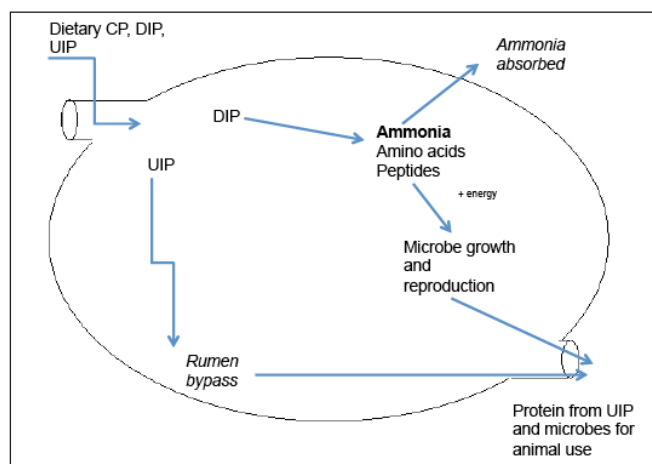 Dietary CP, DIP,
UIP
Ammonia
absorbed
DIP
Ammonia
Amino acids
Peptides
UIP
+ energy
Microbe growth
and
reproduction
Rumen
bypass
Protein from UIP
and microbes for
animal use